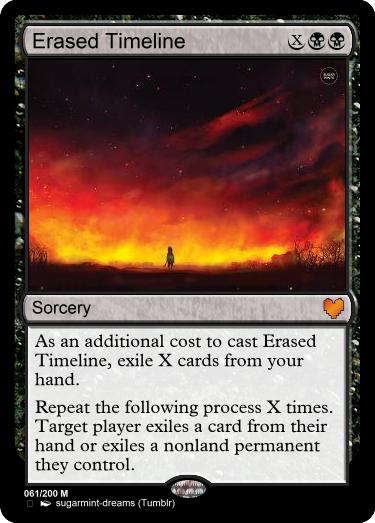 Erased Timeline X
Sorcery
As an additional cost to cast Erased
Timeline, exile X cards from your
hand.
Repeat the following process X times.
Target player exiles a card from their
hand or exiles a nonland permanent
they control.
061/200 M
sugarmint-dreams (Tumblr)